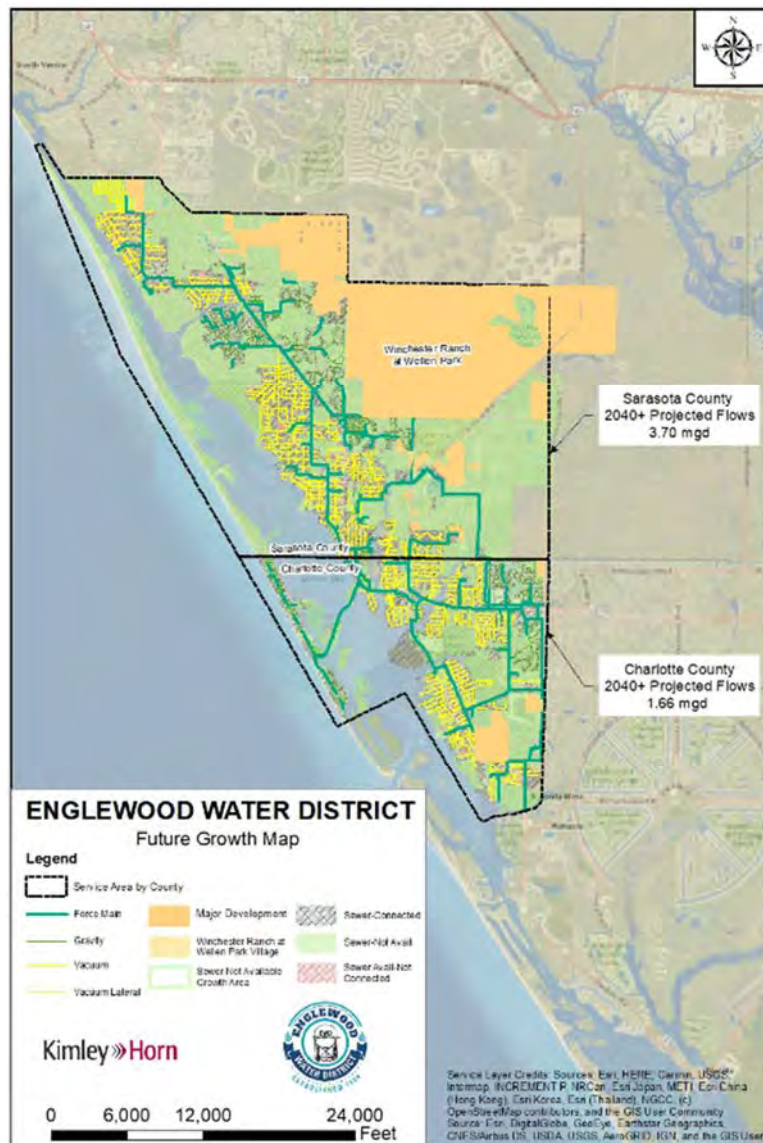 N
W
E
S
Winchester Ranch
at Wellen Park
Sarasota County
2040+ Projected Flows
3.70 mgd
Sarasota County
Charlotte County
Charlotte County
2040+ Projected Flows
1.66 mgd
ENGLEWOOD WATER DISTRICT
Future Growth Map
Legend
Service Area by County
Force Main
Major Development
Sewer-Connected
Gravity
Winchester Ranch at
Wellen Park Village
Sewer-Not Avail
Vacuum
Sewer Not Available
Growth Area
Sewer Avail-Not
Connected
Vacuum Lateral
Kimley»Horn
ENGLEWOOD
WATER DISTRICT
0 6,000 12,000 24,000
Feet
Service Layer Credits: Sources: Esri, HERE, Garmin, USGS,
Intermap, INCREMENT P, NRCan, Esri Japan, METI, Esri China
(Hong Kong), Esri Korea, Esri (Thailand), NGCC, (c)
OpenStreetMap contributors, and the GIS User Community
Source: Esri, DigitalGlobe, GeoEye, Earthstar Geographics,
CNES/Airbus DS, USDA, USGS, AeroGRID, IGN, and the GIS User